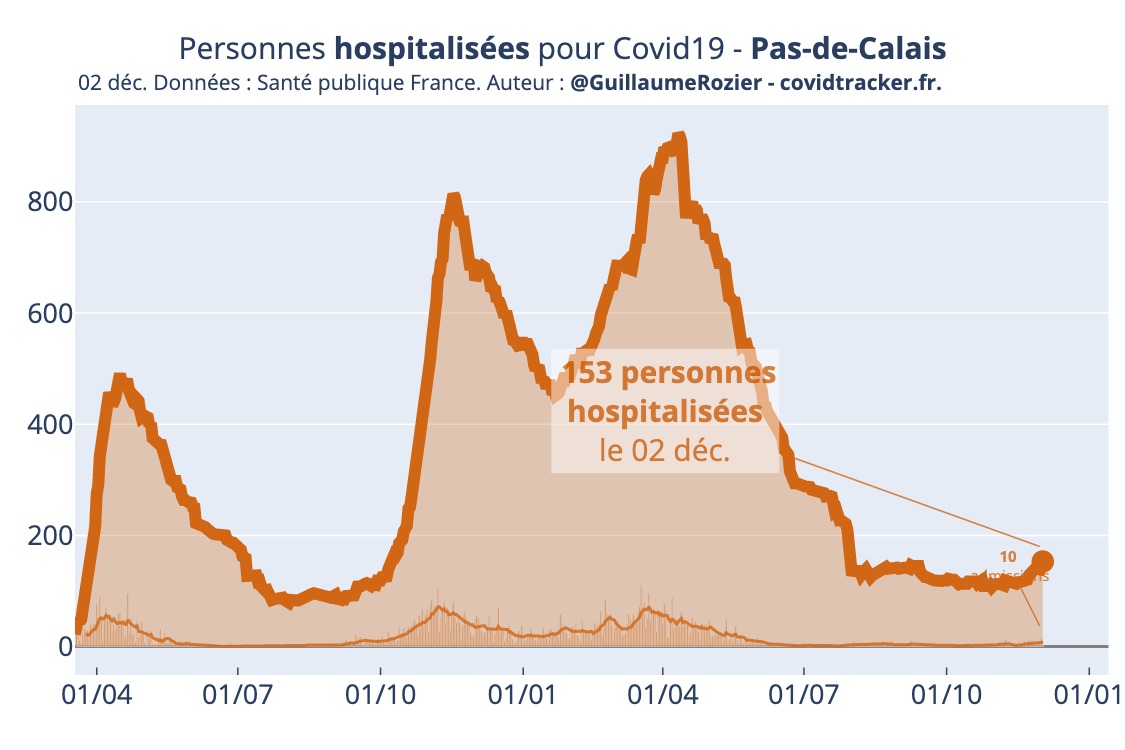 Personnes hospitalisées pour Covid19 - Pas-de-Calais
02 déc. Données : Santé publique France. Auteur : @GuillaumeRozier - covidtracker.fr.
800
600
400
200
0
153 personnes
hospitalisées
le 02 déc.
10
admissions
01/04
01/07
01/10
01/01
01/04
01/07
01/10
01/01